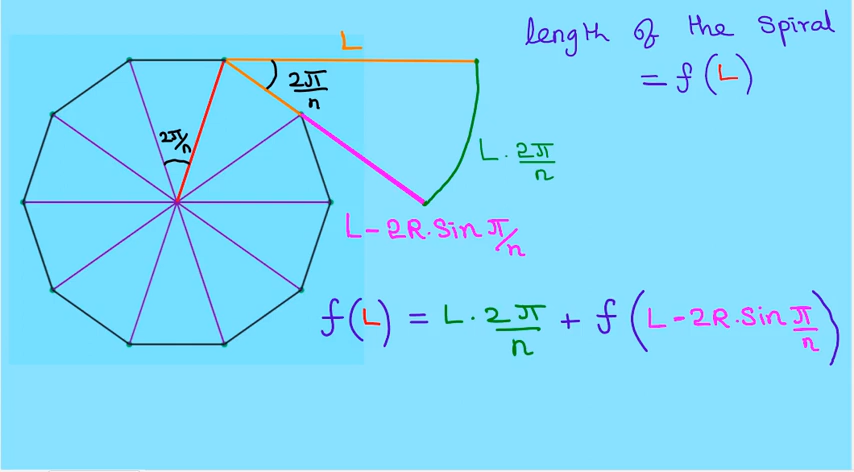 length of the Spiral
= f(L)
L
2π/n
2π/n
L · 2π/n
L - 2R · Sin π/n
f(L) = L · 2π/n + f(L - 2R · Sin π/n)